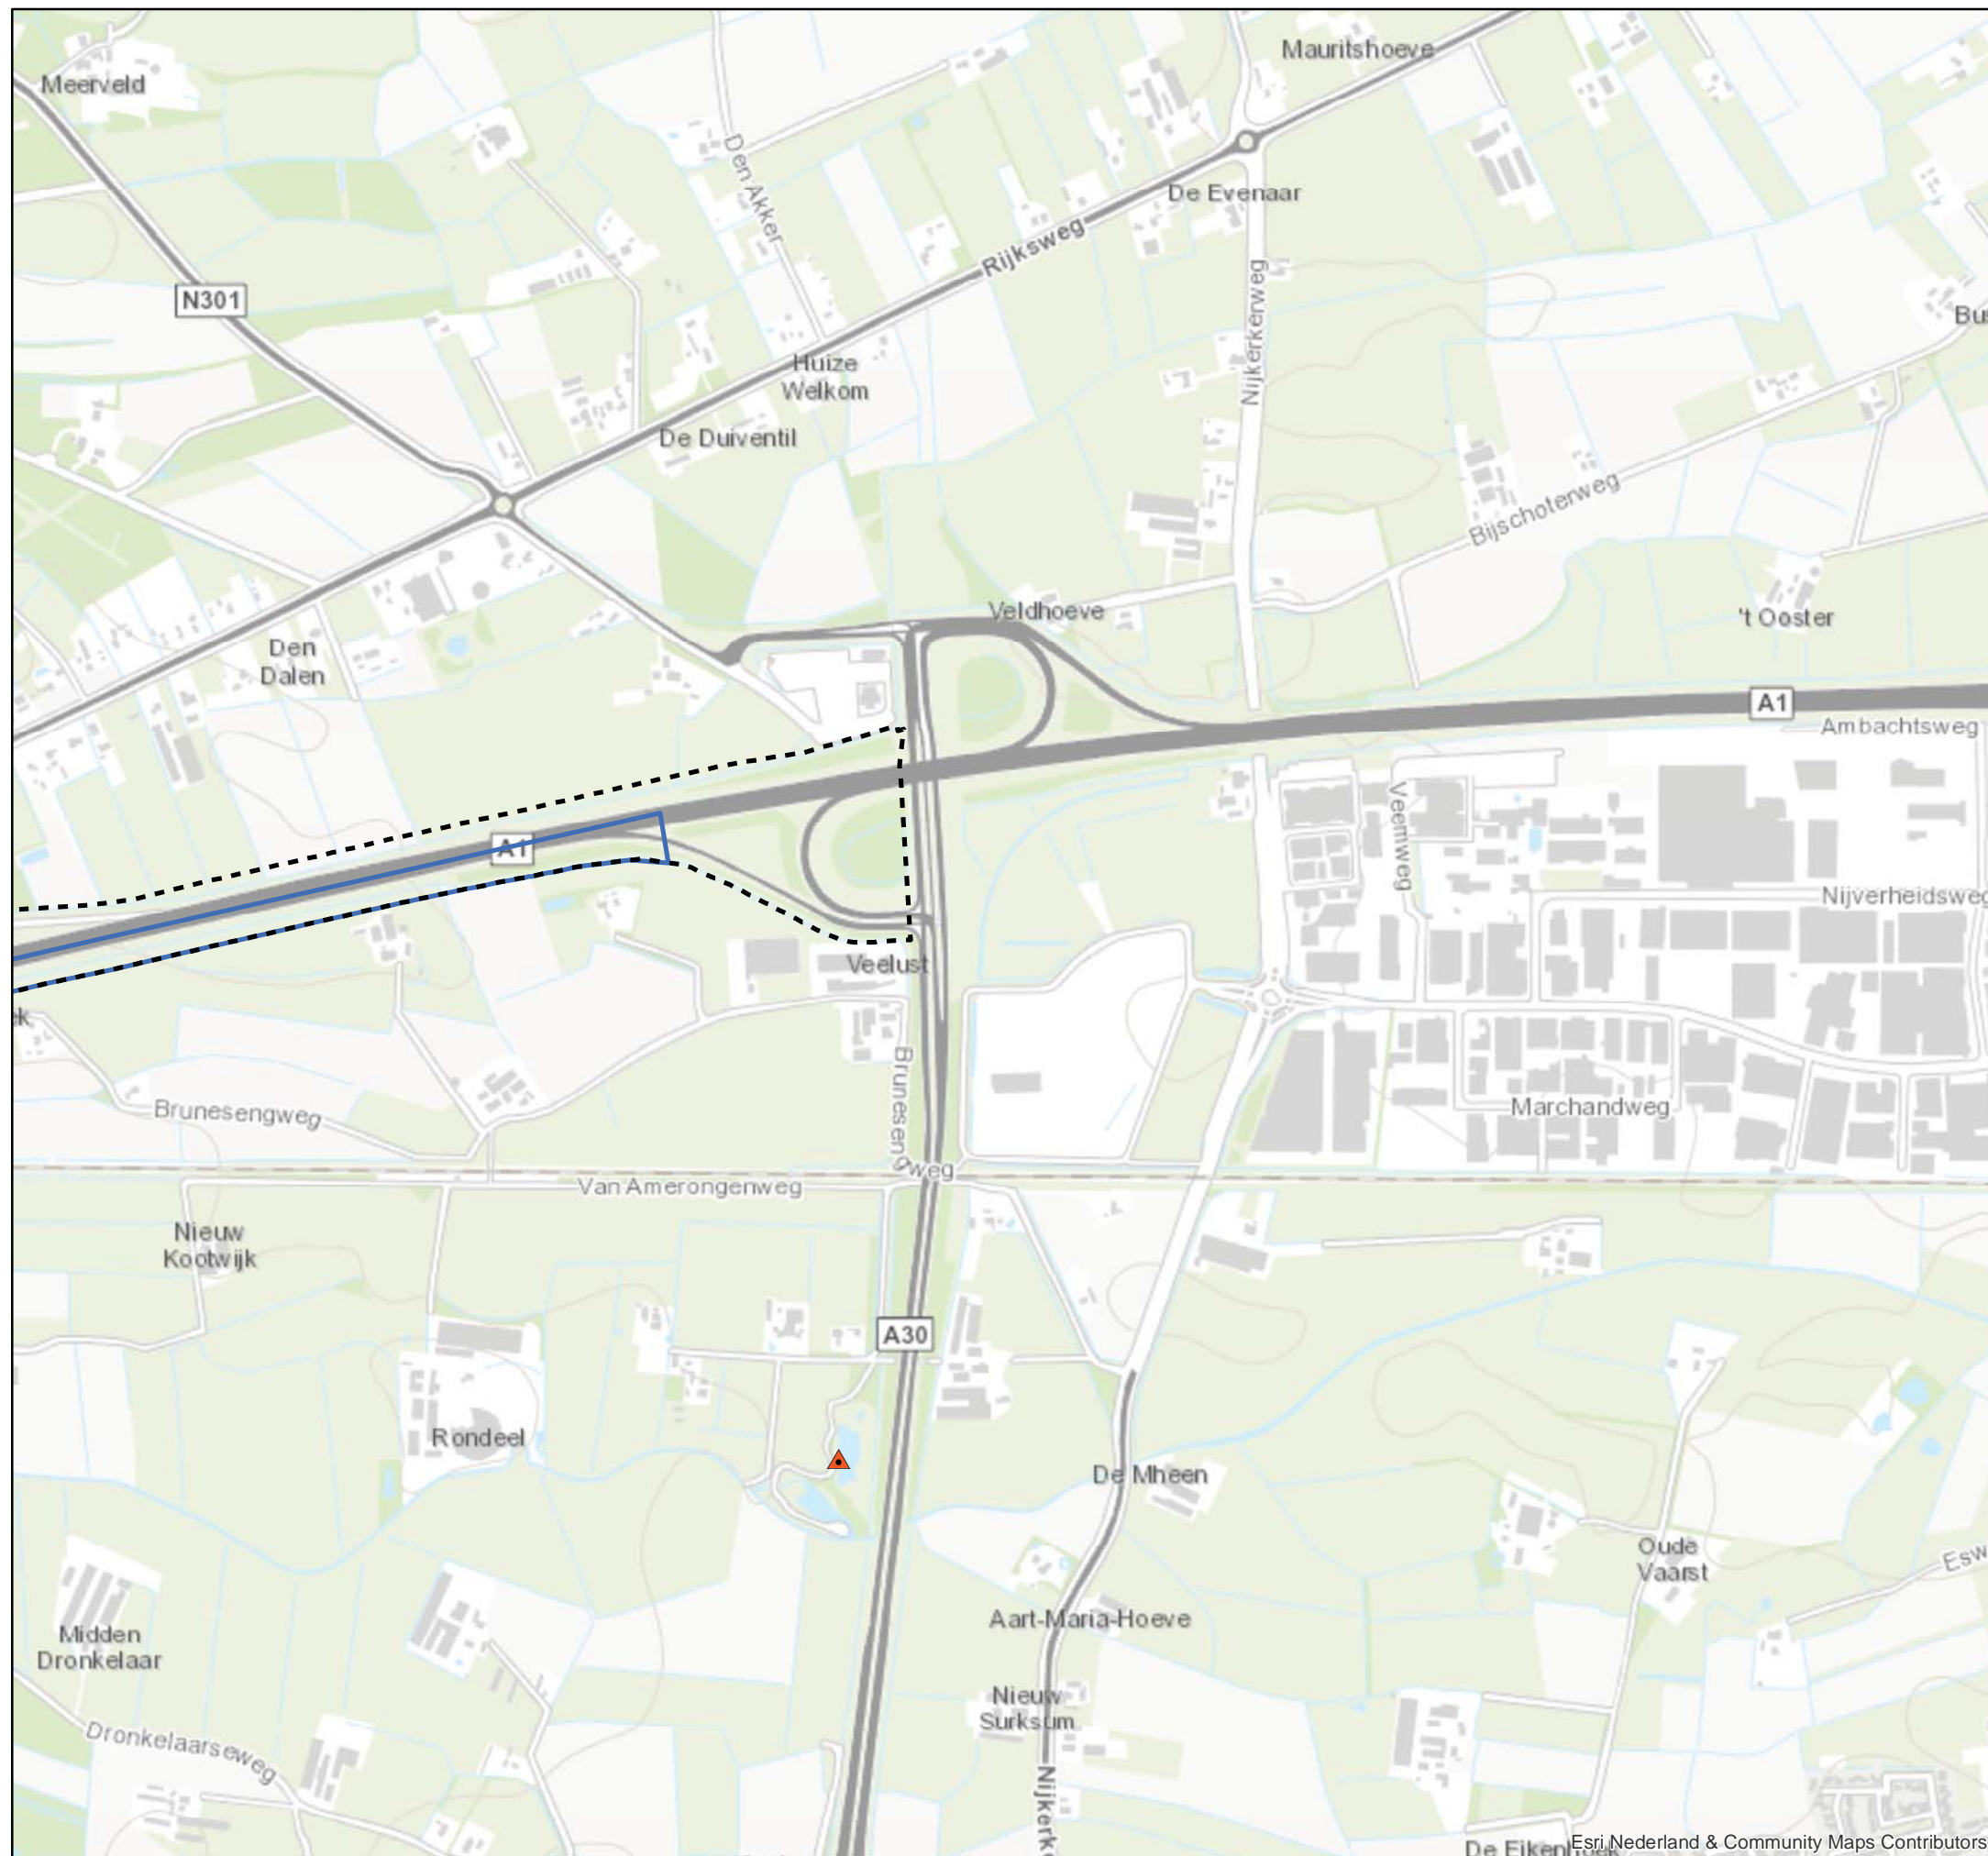 Mauritshoeve
Meerveld
Den Akker
De Evenaar
Rijksweg
N301
Nijkerkerweg
Huize
Welkom
De Duiventil
Bijschoterweg
Veldhoeve
't Ooster
Den
Dalen
A1
Ambachtsweg
Veemweg
A1
Nijverheidsweg
Veelust
Brunesengweg
Marchandweg
Brunesengweg
Van Amerongenweg
Nieuw
Kootwijk
A30
Rondeel
De Mheen
Oude
Vaarst
Esw
Aart-Maria-Hoeve
Midden
Dronkelaar
Nieuw
Surksum
Dronkelaarseweg
Nijkerk
Esri Nederland & Community Maps Contributors